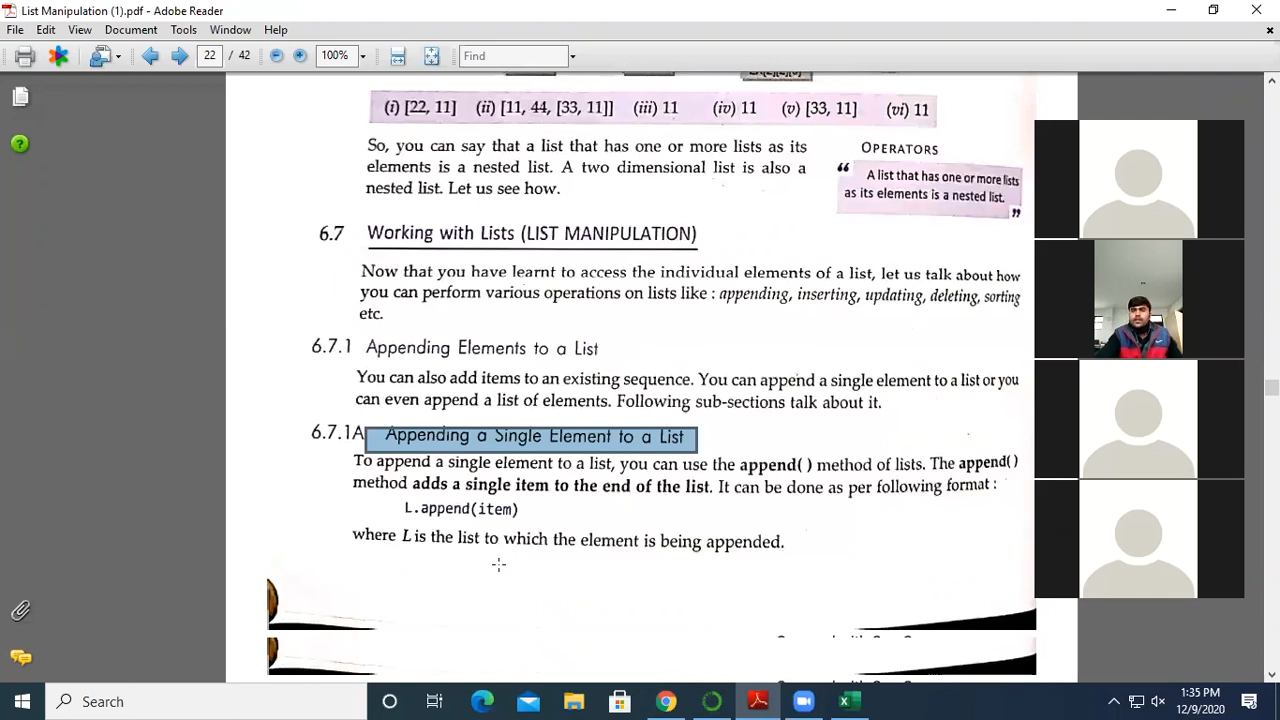 List Manipulation (1).pdf - Adobe Reader
File Edit View Document Tools Window Help
22 / 42 100% Find
(i) [22, 11] (ii) [11, 44, [33, 11]] (iii) 11 (iv) 11 (v) [33, 11] (vi) 11
So, you can say that a list that has one or more lists as its
elements is a nested list. A two dimensional list is also a
nested list. Let us see how.
OPERATORS
“ A list that has one or more lists
as its elements is a nested list. ”
6.7 Working with Lists (LIST MANIPULATION)
Now that you have learnt to access the individual elements of a list, let us talk about how
you can perform various operations on lists like : appending, inserting, updating, deleting, sorting
etc.
6.7.1 Appending Elements to a List
You can also add items to an existing sequence. You can append a single element to a list or you
can even append a list of elements. Following sub-sections talk about it.
6.7.1A Appending a Single Element to a List
To append a single element to a list, you can use the append( ) method of lists. The append( )
method adds a single item to the end of the list. It can be done as per following format :
L.append(item)
where L is the list to which the element is being appended.
Search
1:35 PM
12/9/2020